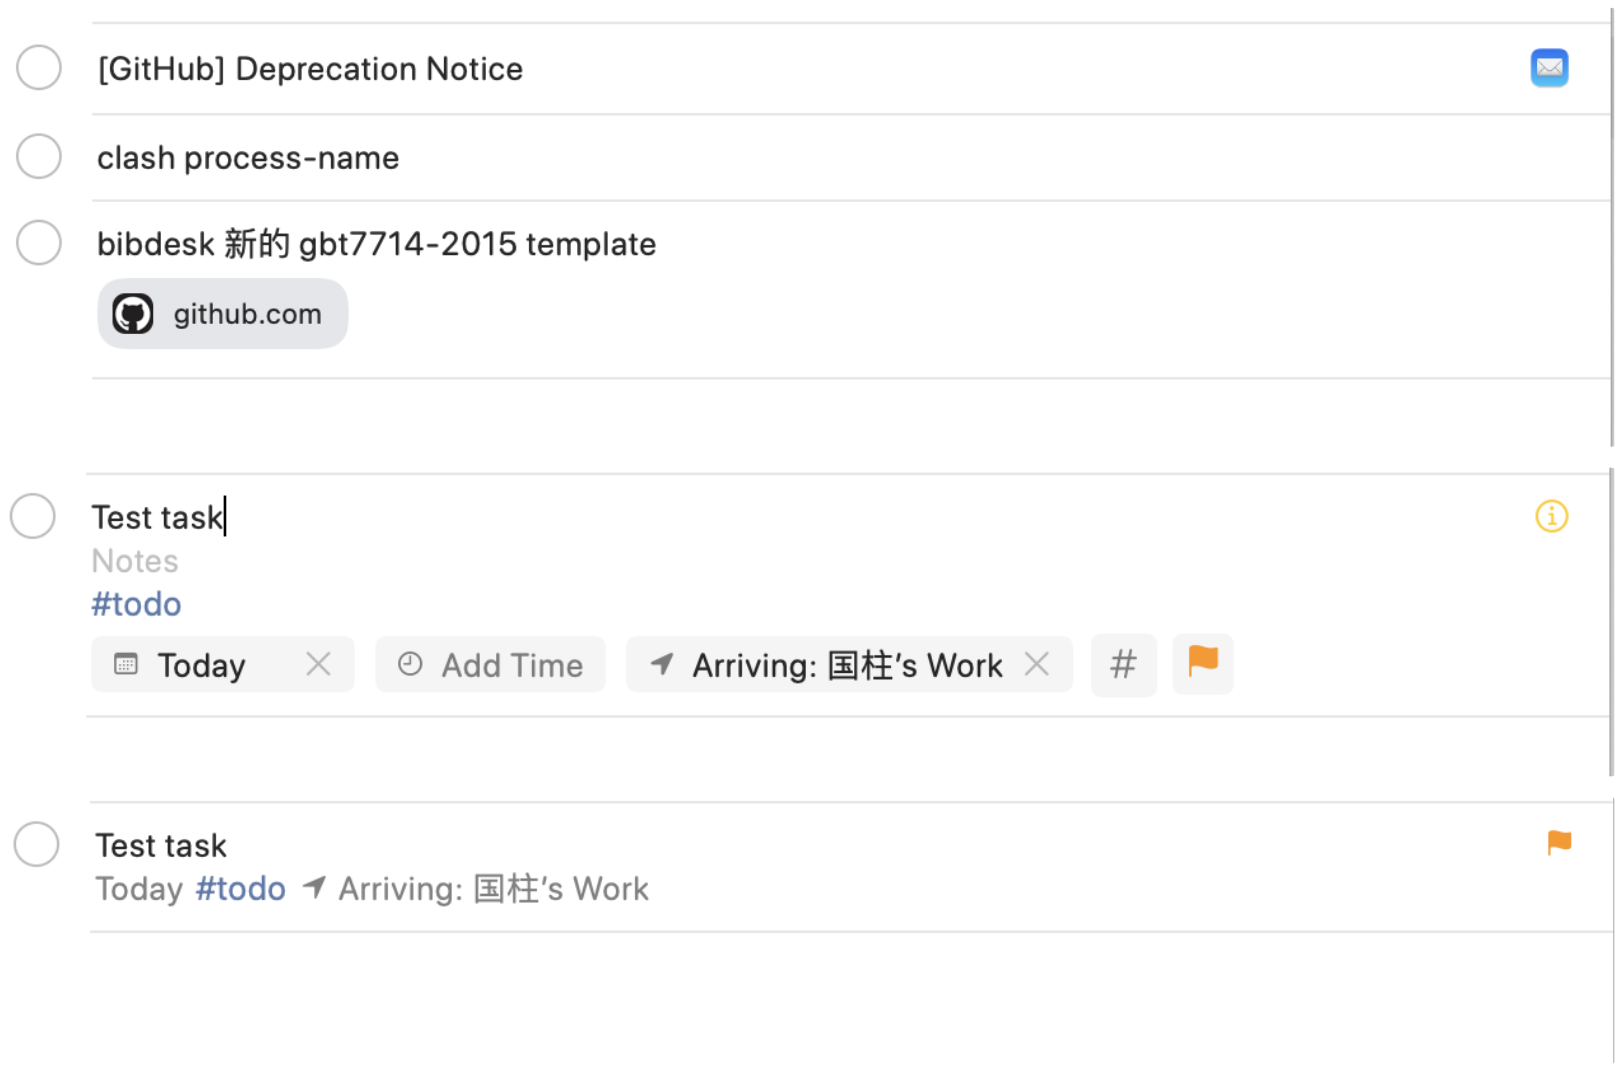 [GitHub] Deprecation Notice
clash process-name
bibdesk 新的 gbt7714-2015 template
github.com
Test task
Notes
#todo
Today Add Time Arriving: 国柱’s Work #
Test task
Today #todo Arriving: 国柱’s Work